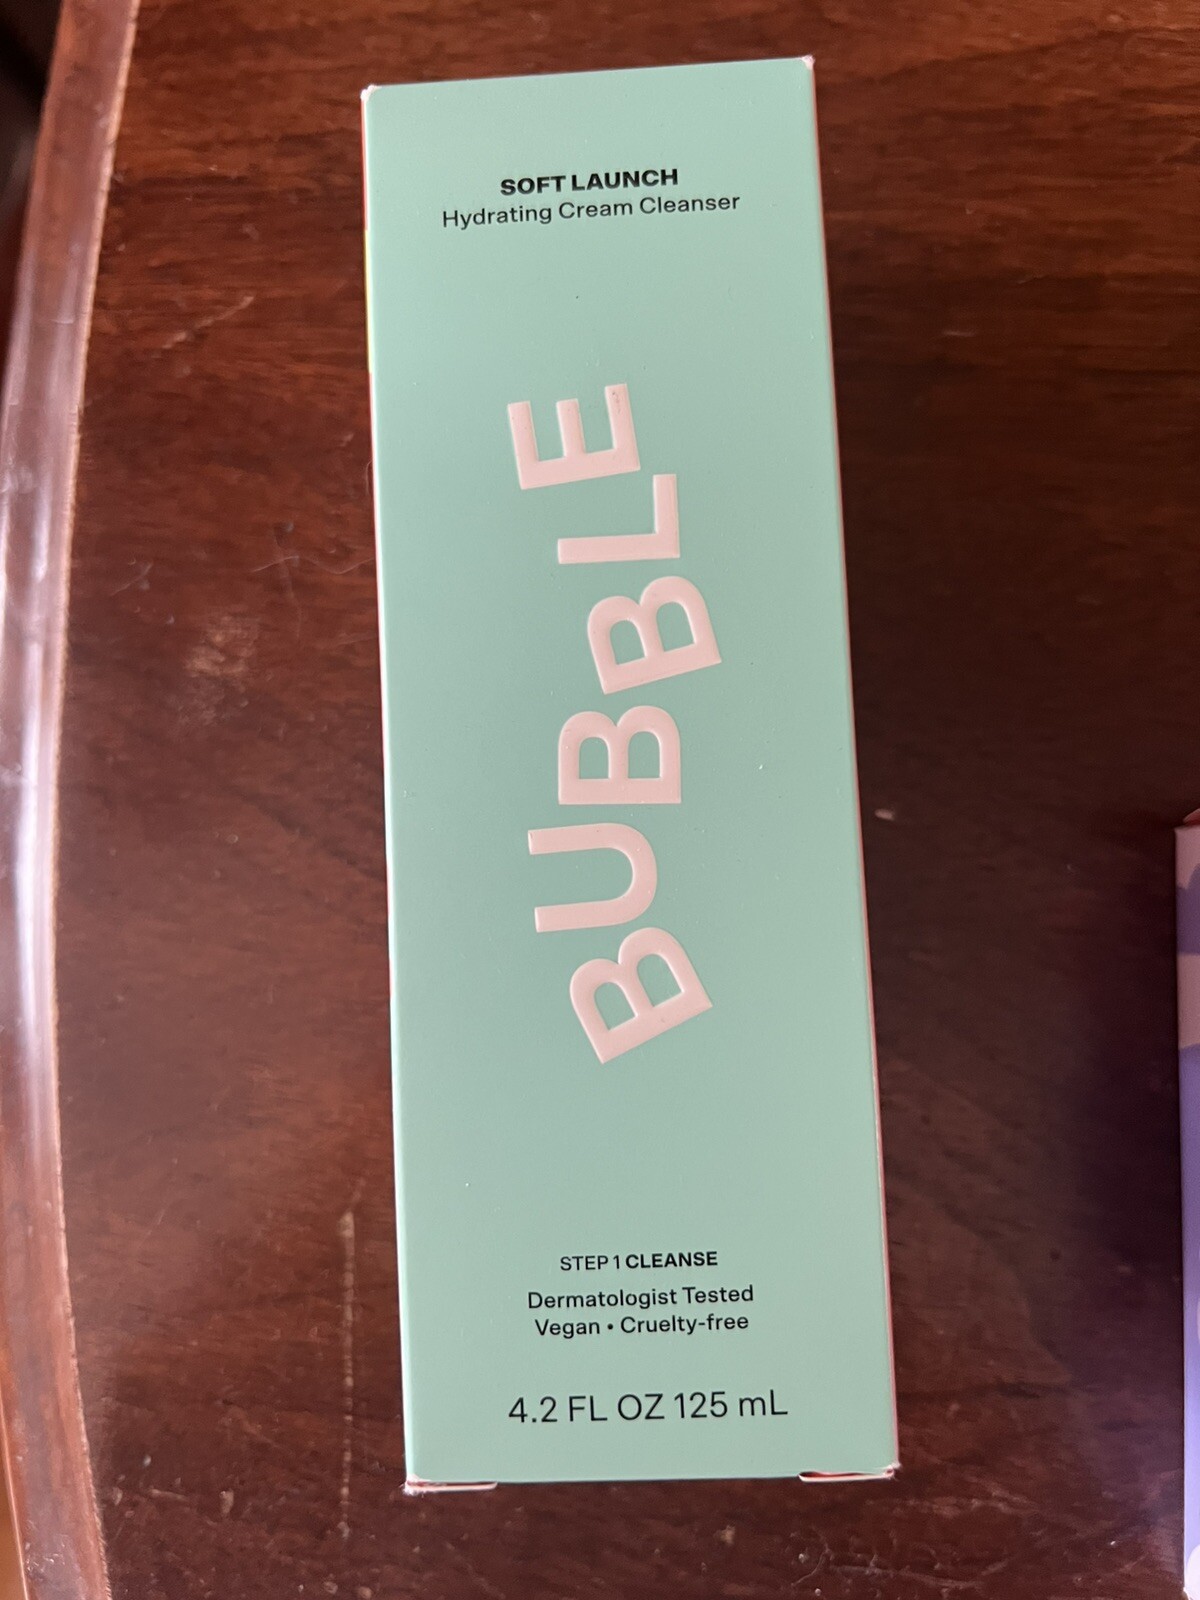 SOFT LAUNCH
Hydrating Cream Cleanser
BUBBLE
STEP 1 CLEANSE
Dermatologist Tested
Vegan • Cruelty-free
4.2 FL OZ 125 mL